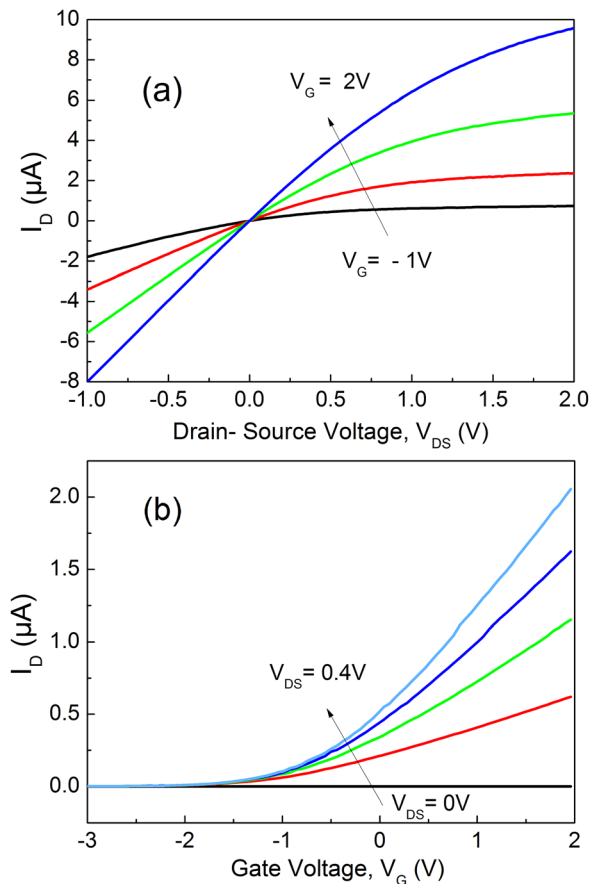 10
8
6
4
2
0
-2
-4
-6
-8
I_D (μA)
(a)
V_G = 2V
V_G = - 1V
-1.0 -0.5 0.0 0.5 1.0 1.5 2.0
Drain- Source Voltage, V_DS (V)
2.0
1.5
1.0
0.5
0.0
I_D (μA)
(b)
V_DS= 0.4V
V_DS= 0V
-3 -2 -1 0 1 2
Gate Voltage, V_G (V)